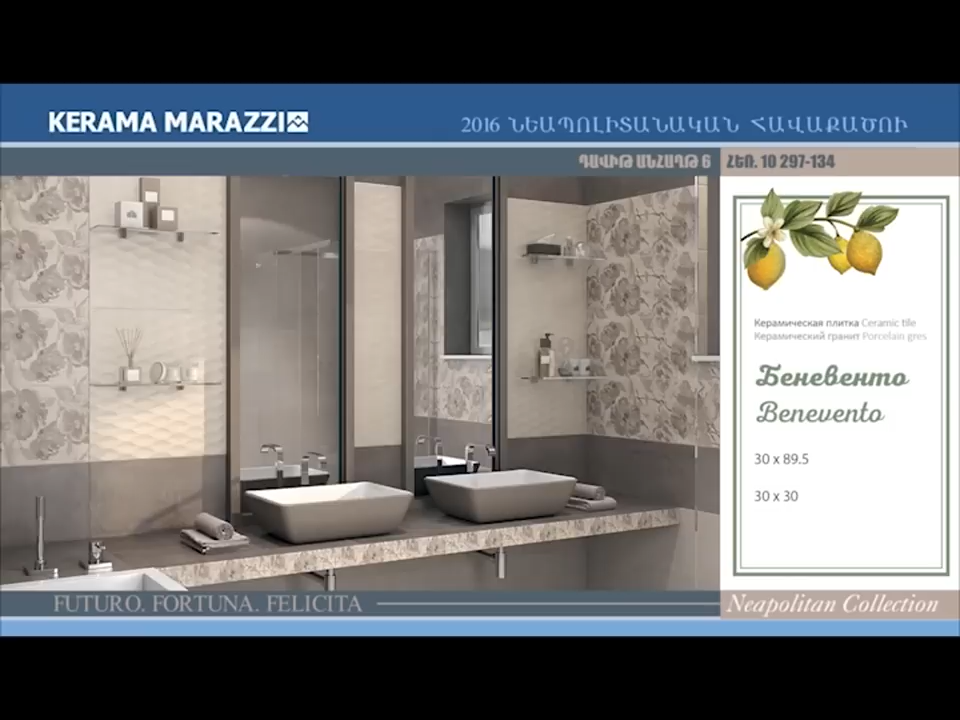 KERAMA MARAZZI
2016 ՆԵԱՊՈԼԻՏԱՆԱԿԱՆ ՀԱՎԱՔԱԾՈՒ
ԴԱՎԻԹ ԱՆՀԱՂԹ 6
ՀԵՌ. 10 297-134
Керамическая плитка Ceramic tile
Керамический гранит Porcelain gres
Беневенто
Benevento
30 x 89.5
30 x 30
FUTURO. FORTUNA. FELICITA
Neapolitan Collection